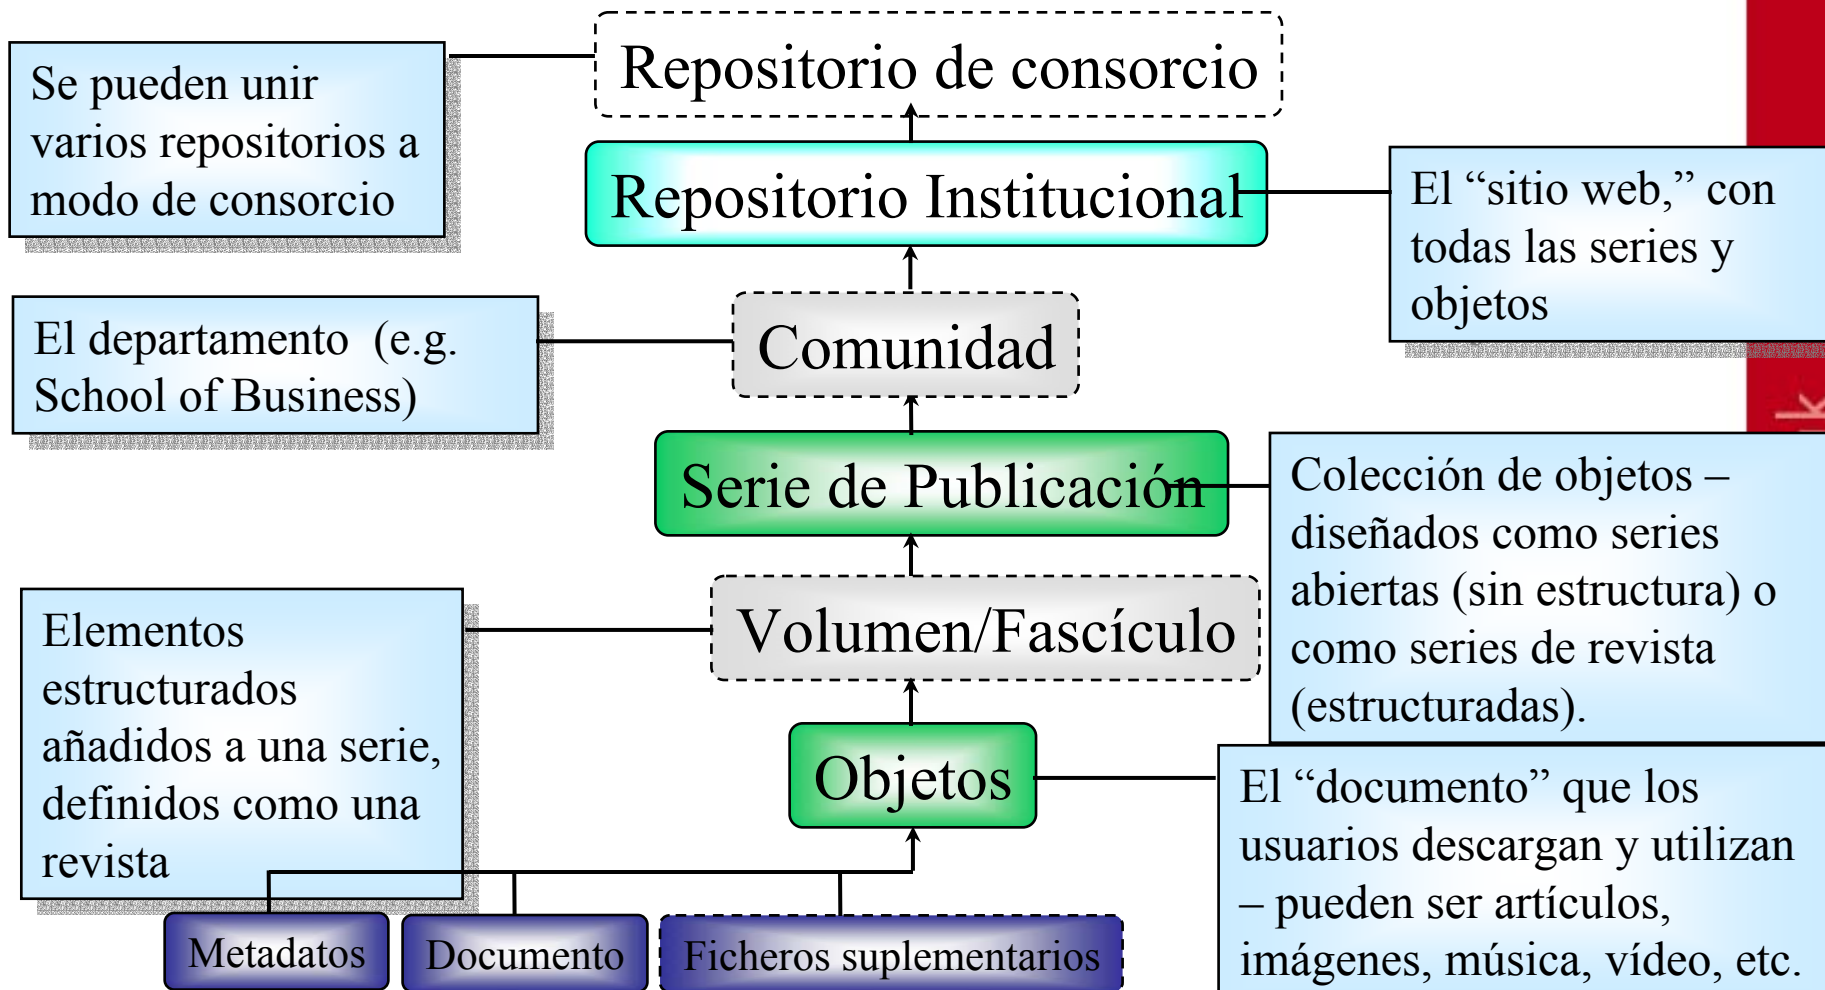 Repositorio de consorcio
Se pueden unir
varios repositorios a
modo de consorcio
Repositorio Institucional
El “sitio web,” con
todas las series y
objetos
El departamento (e.g.
School of Business)
Comunidad
Serie de Publicación
Colección de objetos –
diseñados como series
abiertas (sin estructura) o
como series de revista
(estructuradas).
Elementos
estructurados
añadidos a una serie,
definidos como una
revista
Volumen/Fascículo
Objetos
El “documento” que los
usuarios descargan y utilizan
– pueden ser artículos,
imágenes, música, vídeo, etc.
Metadatos
Documento
Ficheros suplementarios